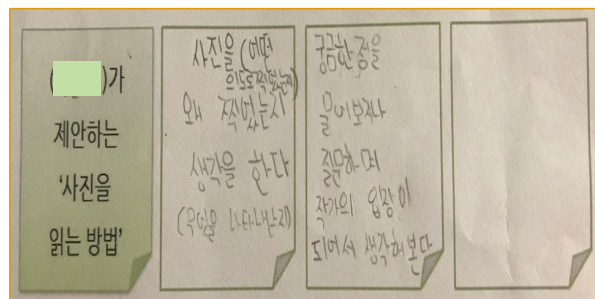 ( )가
제안하는
'사진을
읽는 방법'
사진을 (어떤
의도로 찍었는지)
왜 찍었는지
생각을 한다
(무엇을 나타내는지)
궁금한 점을
물어보거나
질문하며
작가의 입장이
되어서 생각해 본다